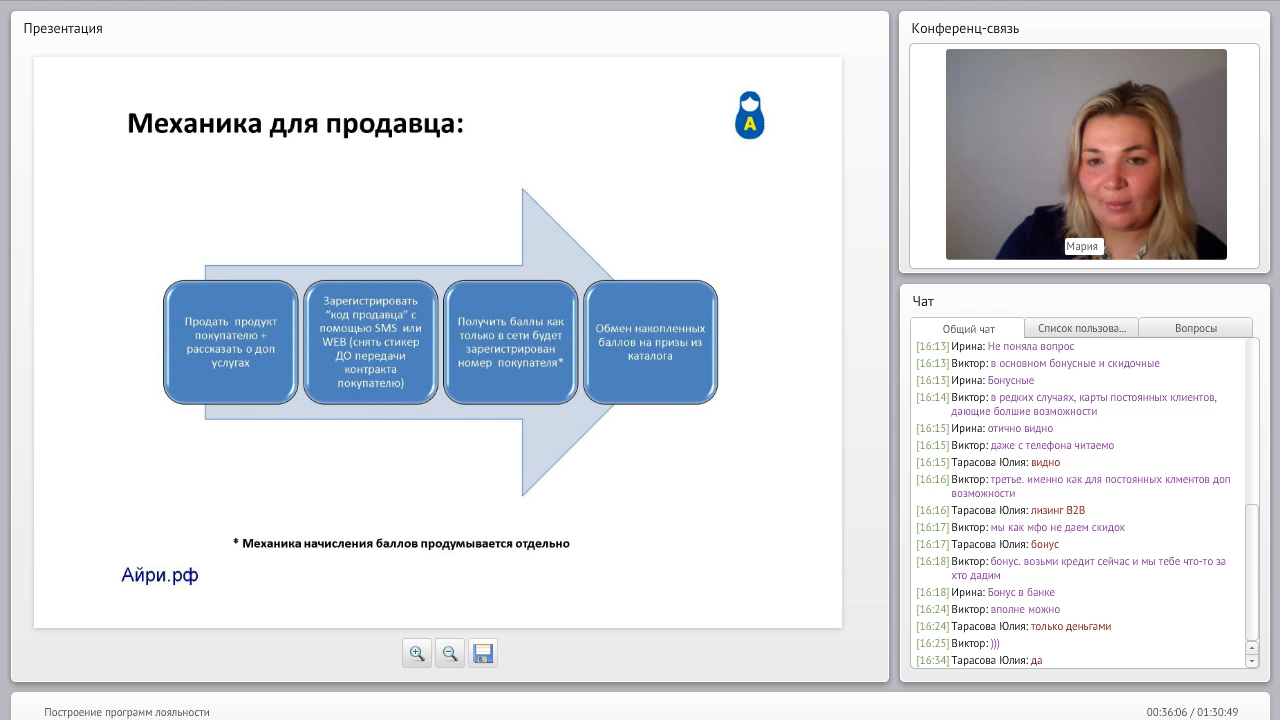 Презентация
Механика для продавца:
А
Продать продукт
покупателю +
рассказать о доп
услугах
Зарегистрировать
“код продавца” с
помощью SMS или
WEB (снять стикер
ДО передачи
контракта
покупателю)
Получить баллы как
только в сети будет
зарегистрирован
номер покупателя*
Обмен накопленных
баллов на призы из
каталога
* Механика начисления баллов продумывается отдельно
Айри.рф
Конференц-связь
Мария
Чат
Общий чат
Список пользова...
Вопросы
[16:13] Ирина: Не поняла вопрос
[16:13] Виктор: в основном бонусные и скидочные
[16:13] Ирина: Бонусные
[16:14] Виктор: в редких случаях, карты постоянных клиентов,
дающие болшие возможности
[16:15] Ирина: отично видно
[16:15] Виктор: даже с телефона читаемо
[16:15] Тарасова Юлия: видно
[16:16] Виктор: третье. именно как для постоянных клментов доп
возможности
[16:16] Тарасова Юлия: лизинг B2B
[16:17] Виктор: мы как мфо не даем скидок
[16:17] Тарасова Юлия: бонус
[16:18] Виктор: бонус. возьми кредит сейчас и мы тебе что-то за
хто дадим
[16:18] Ирина: Бонус в банке
[16:24] Виктор: вполне можно
[16:24] Тарасова Юлия: только деньгами
[16:25] Виктор: )))
[16:34] Тарасова Юлия: да
Построение программ лояльности
00:36:06 / 01:30:49